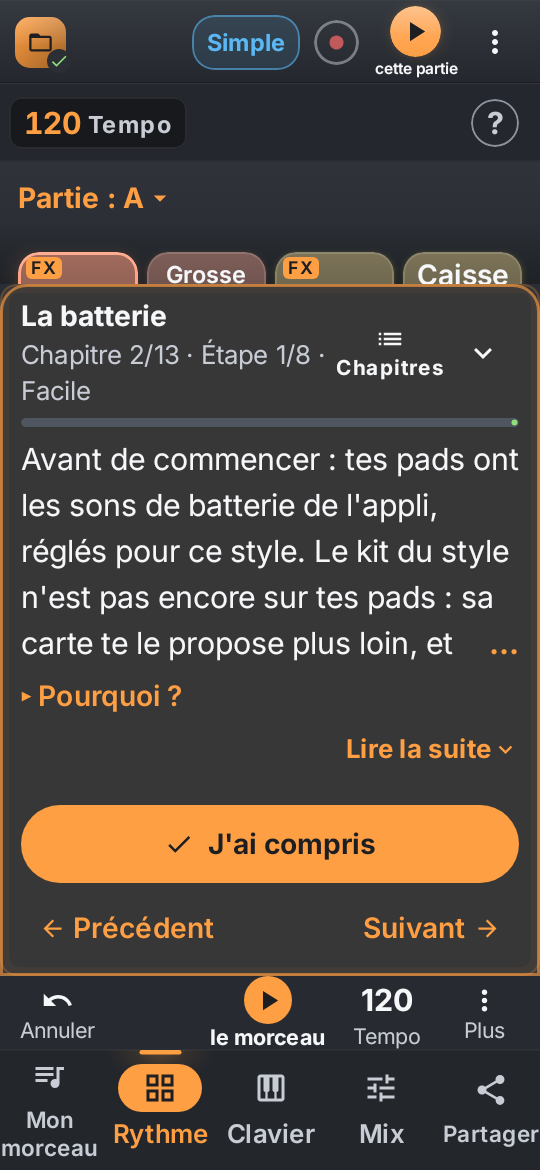 Simple
cette partie
120 Tempo
?
Partie : A
FX
Grosse
FX
Caisse
La batterie
Chapitre 2/13 · Étape 1/8 ·
Facile
Chapitres
Avant de commencer : tes pads ont
les sons de batterie de l'appli,
réglés pour ce style. Le kit du style
n'est pas encore sur tes pads : sa
carte te le propose plus loin, et ...
Pourquoi ?
Lire la suite
J'ai compris
Précédent
Suivant
Annuler
le morceau
120
Tempo
Plus
Mon
morceau
Rythme
Clavier
Mix
Partager